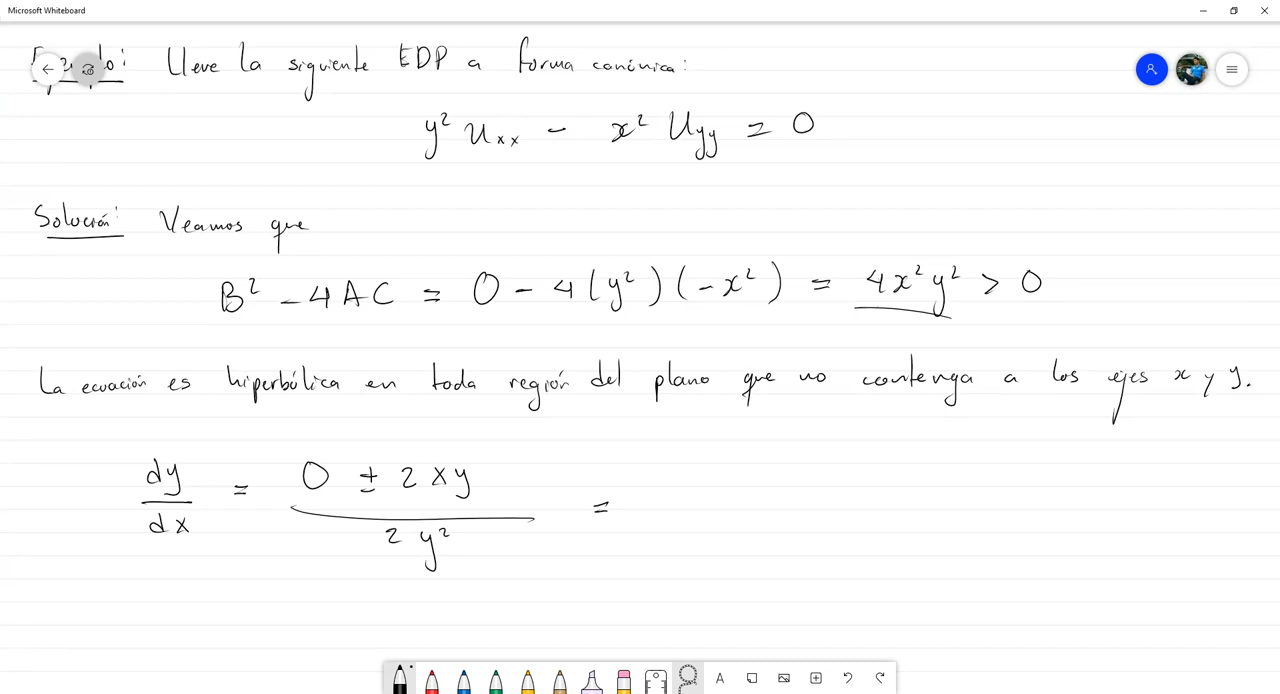 Microsoft Whiteboard
lo: Lleve la siguiente EDP a forma canónica:
y² u_xx - x² u_yy = 0
Solución: Veamos que
B² - 4AC = 0 - 4(y²)(-x²) = 4x²y² > 0
La ecuación es hiperbólica en toda región del plano que no contenga a los ejes x y y.
dy/dx = (0 ± 2xy)/(2y²) =
A